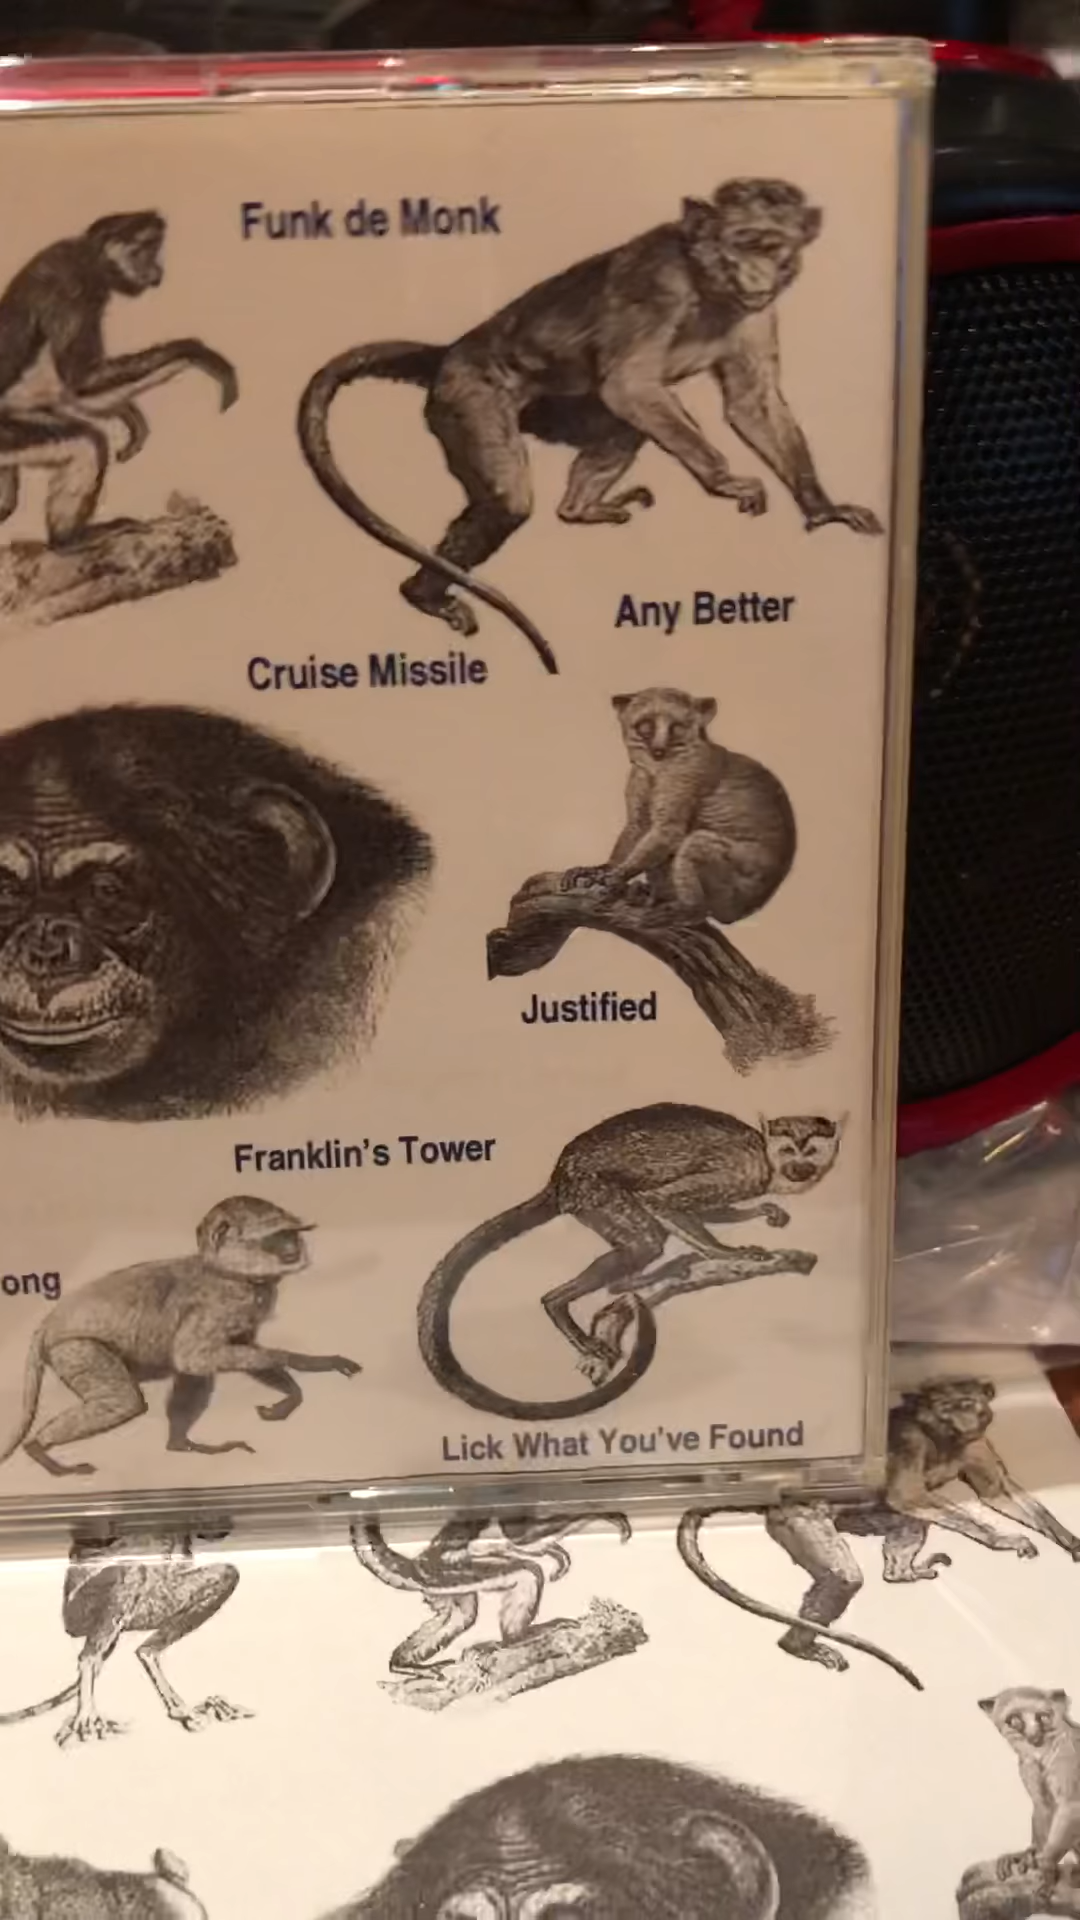 Funk de Monk
Any Better
Cruise Missile
Justified
Franklin's Tower
ong
Lick What You've Found